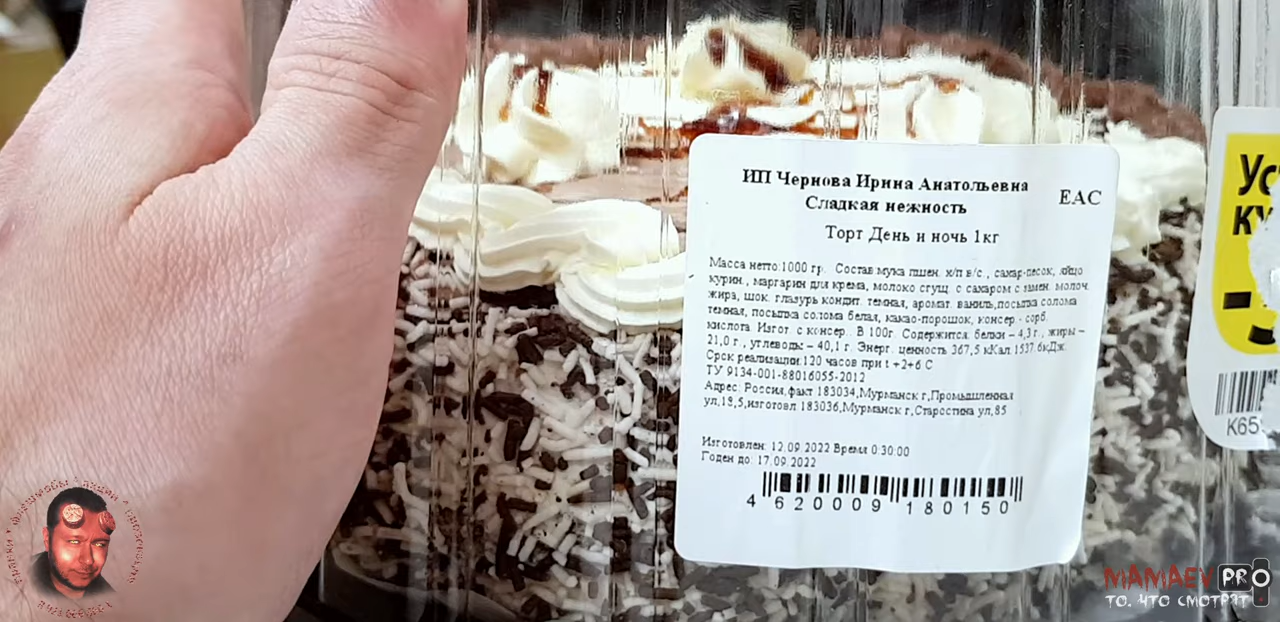 ИП Чернова Ирина Анатольевна
Сладкая нежность
ЕАС
Торт День и ночь 1кг
Масса нетто:1000 гр. Состав мука пшен. х/п в/с., сахар-песок, яйцо
курин., маргарин для крема, молоко сгущ. с сахаром с замен. молоч.
жира, шок. глазурь кондит. темная, аромат. ваниль,посыпка солома
темная, посыпка солома белая, какао-порошок, консер.- сорб.
кислота. Изгот. с консер.. В 100г. Содержится: белки – 4,3 г., жиры –
21,0 г., углеводы – 40,1 г. Энерг. ценность 367,5 кКал.1537.6кДж.
Срок реализации:120 часов при t +2+6 С
ТУ 9134-001-88016055-2012
Адрес: Россия,факт 183034,Мурманск г,Промышленная
ул,18,5,изготовл 183036,Мурманск г,Старостина ул,85
Изготовлен: 12.09.2022 Время 0:30:00
Годен до: 17.09.2022
4 620009 180150
Ус
ку
K65
MAMAEV PRO
ТО, ЧТО СМОТРЯТ